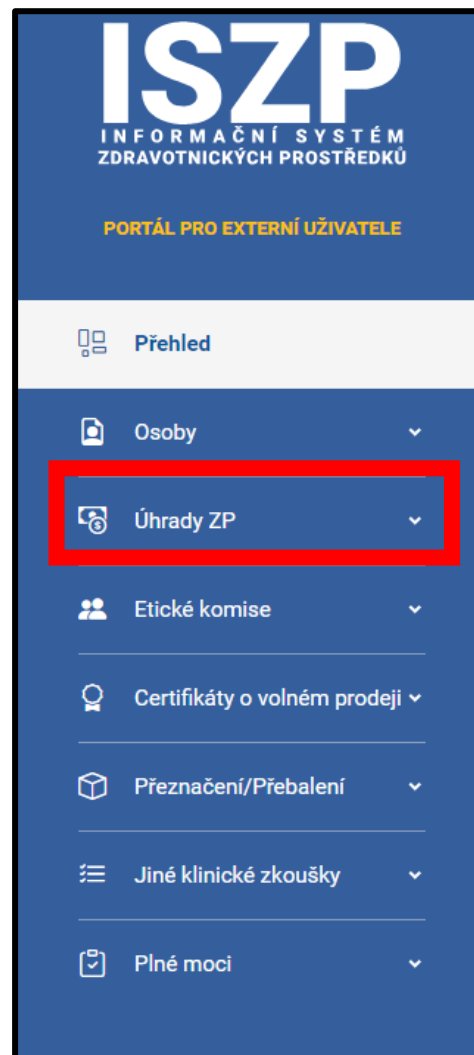 ISZP
INFORMAČNÍ SYSTÉM
ZDRAVOTNICKÝCH PROSTŘEDKŮ
PORTÁL PRO EXTERNÍ UŽIVATELE
Přehled
Osoby
Úhrady ZP
Etické komise
Certifikáty o volném prodeji
Přeznačení/Přebalení
Jiné klinické zkoušky
Plné moci